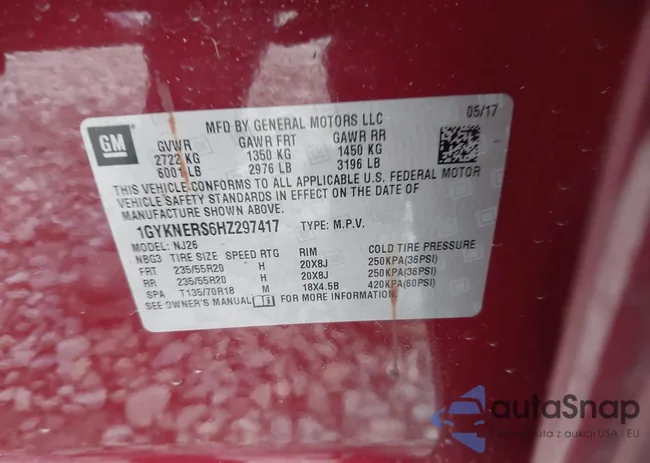 MFD BY GENERAL MOTORS LLC 05/17
GM
GVWR GAWR FRT GAWR RR
2722 KG 1350 KG 1450 KG
6001 LB 2976 LB 3196 LB
THIS VEHICLE CONFORMS TO ALL APPLICABLE U.S. FEDERAL MOTOR
VEHICLE SAFETY STANDARDS IN EFFECT ON THE DATE OF
MANUFACTURE SHOWN ABOVE.
1GYKNERS6HZ297417 TYPE: M.P.V.
MODEL: NJ26
NBG3 TIRE SIZE SPEED RTG RIM COLD TIRE PRESSURE
FRT 235/55R20 H 20X8J 250KPA(36PSI)
RR 235/55R20 H 20X8J 250KPA(36PSI)
SPA T135/70R18 M 18X4.5B 420KPA(60PSI)
SEE OWNER'S MANUAL FOR MORE INFORMATION.
autaSnap
z aukcji USA i EU